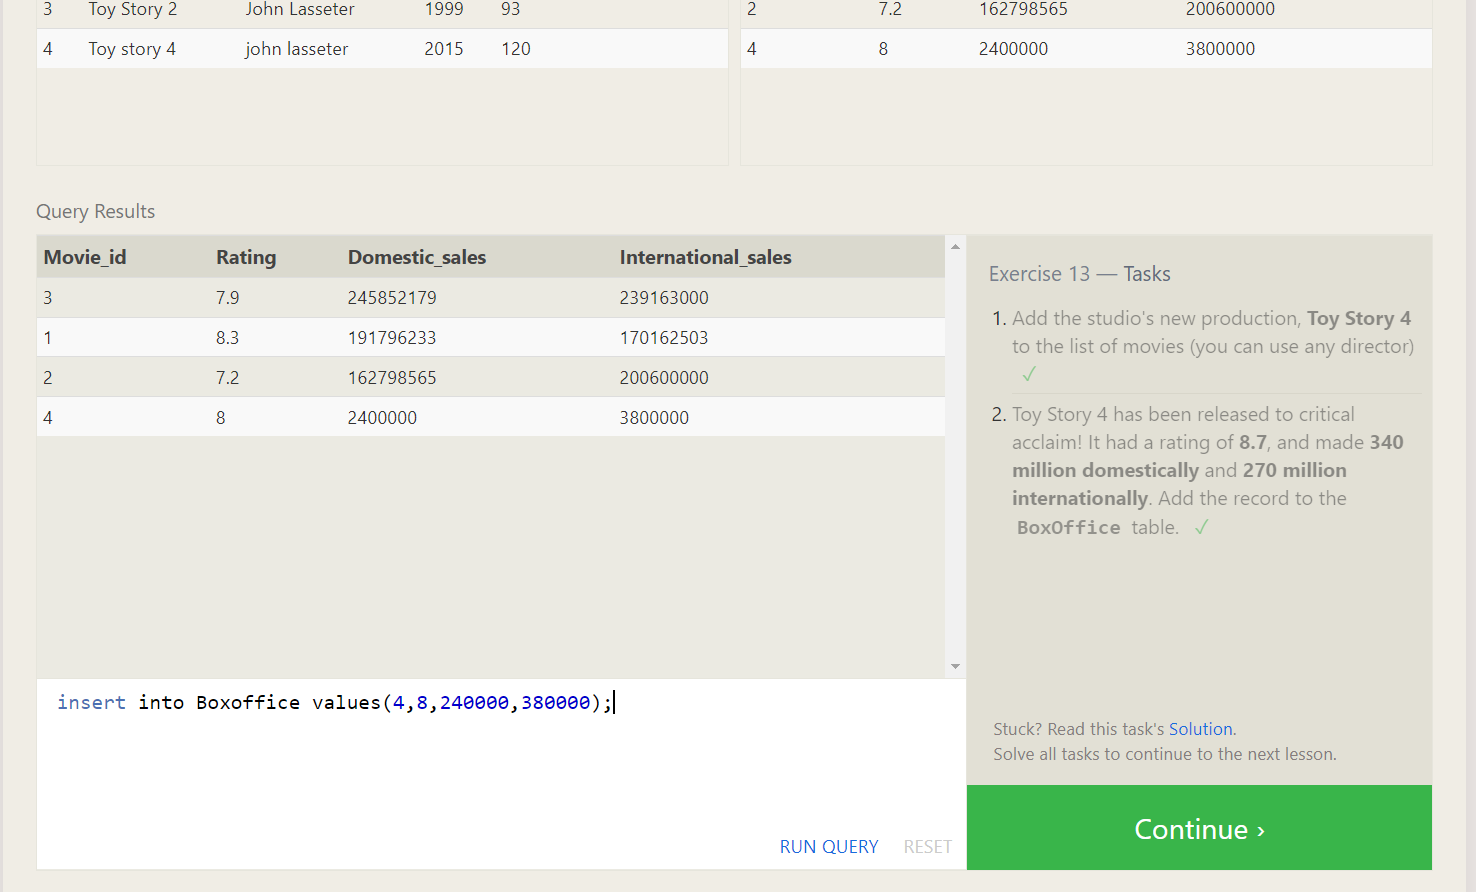 3 Toy Story 2 John Lasseter 1999 93
4 Toy story 4 john lasseter 2015 120
2 7.2 162798565 200600000
4 8 2400000 3800000
Query Results
Movie_id Rating Domestic_sales International_sales
3 7.9 245852179 239163000
1 8.3 191796233 170162503
2 7.2 162798565 200600000
4 8 2400000 3800000
insert into Boxoffice values(4,8,240000,380000);
RUN QUERY RESET
Exercise 13 — Tasks
1. Add the studio's new production, Toy Story 4
to the list of movies (you can use any director)
✓
2. Toy Story 4 has been released to critical
acclaim! It had a rating of 8.7, and made 340
million domestically and 270 million
internationally. Add the record to the
BoxOffice table. ✓
Stuck? Read this task's Solution.
Solve all tasks to continue to the next lesson.
Continue ›